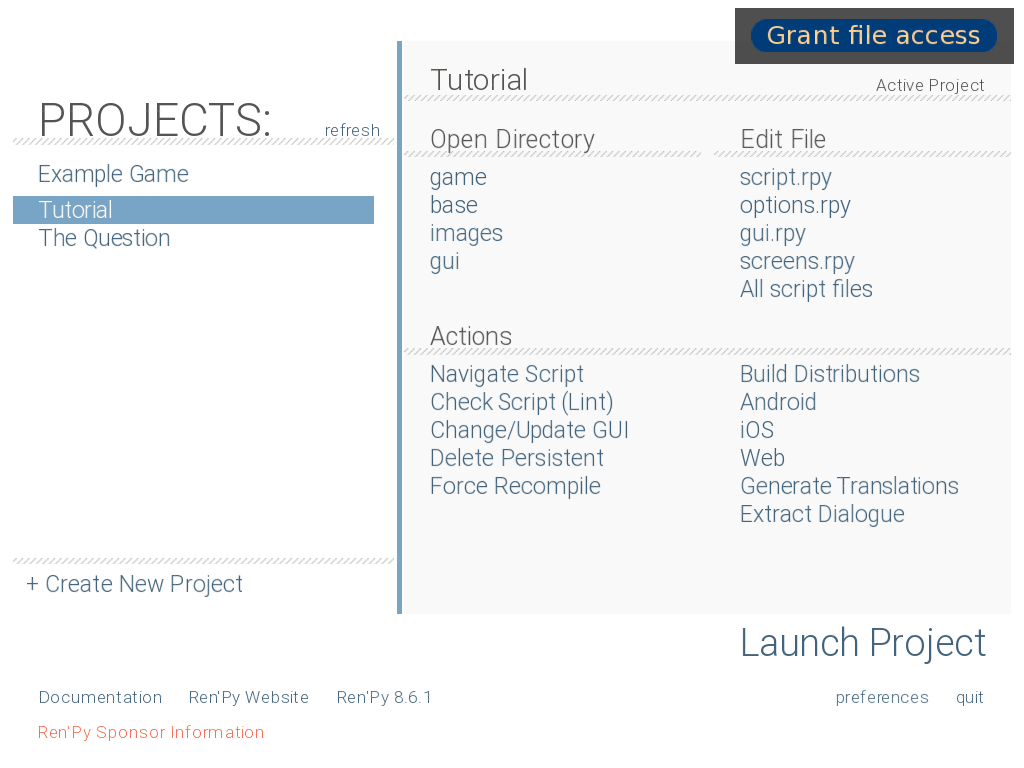 Grant file access
PROJECTS:
refresh
Example Game
Tutorial
The Question
+ Create New Project
Tutorial
Active Project
Open Directory
game
base
images
gui
Edit File
script.rpy
options.rpy
gui.rpy
screens.rpy
All script files
Actions
Navigate Script
Check Script (Lint)
Change/Update GUI
Delete Persistent
Force Recompile
Build Distributions
Android
iOS
Web
Generate Translations
Extract Dialogue
Launch Project
Documentation
Ren'Py Website
Ren'Py 8.6.1
preferences
quit
Ren'Py Sponsor Information